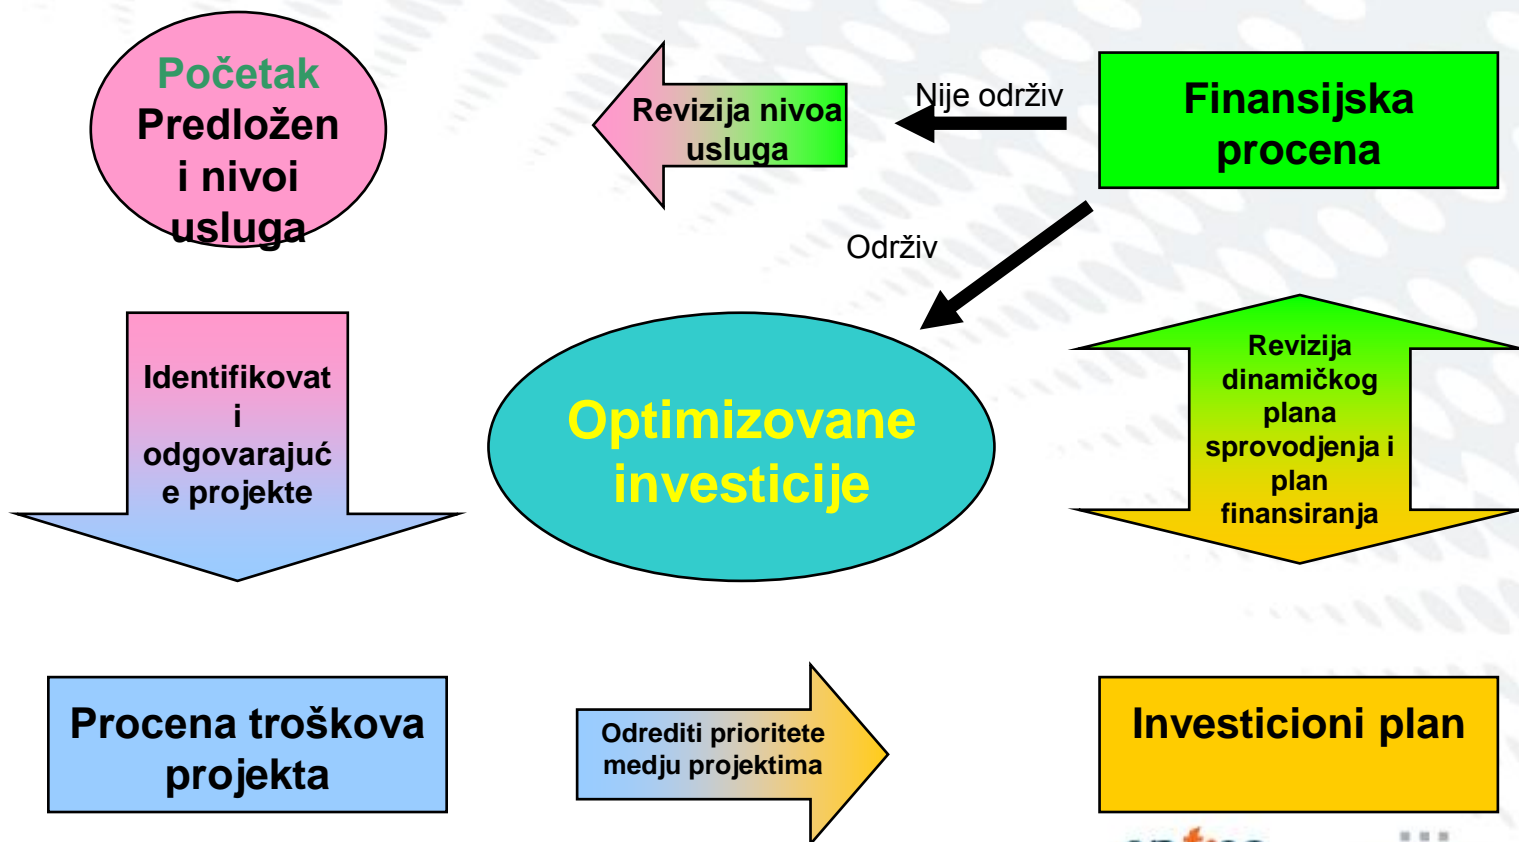 Početak
Predložen
i nivoi
usluga
Revizija nivoa
usluga
Nije održiv
Finansijska
procena
Održiv
Identifikovat
i
odgovarajuć
e projekte
Optimizovane
investicije
Revizija
dinamičkog
plana
sprovodjenja i
plan
finansiranja
Procena troškova
projekta
Odrediti prioritete
medju projektima
Investicioni plan